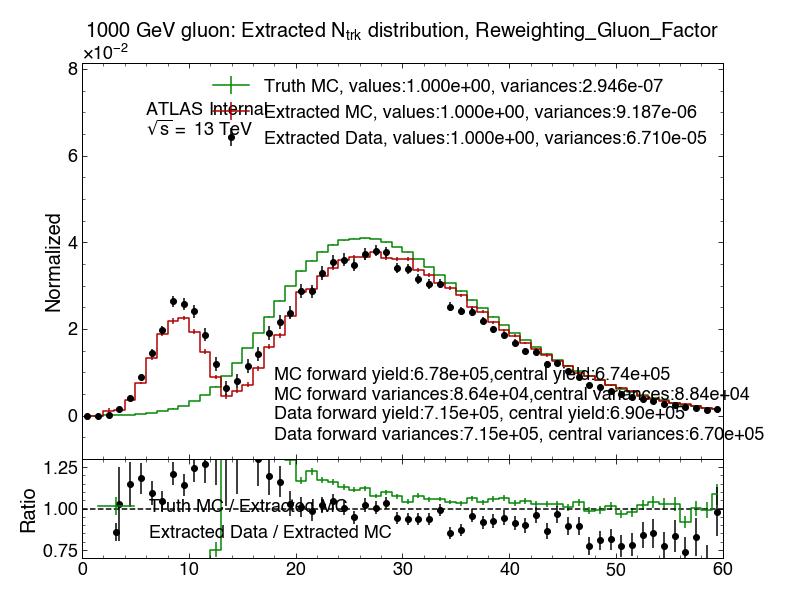 1000 GeV gluon: Extracted Ntrk distribution, Reweighting_Gluon_Factor
×10−2
8
6
4
2
0
Normalized
Truth MC, values:1.000e+00, variances:2.946e-07
ATLAS Internal
Extracted MC, values:1.000e+00, variances:9.187e-06
√s = 13 TeV
Extracted Data, values:1.000e+00, variances:6.710e-05
MC forward yield:6.78e+05,central yield:6.74e+05
MC forward variances:8.64e+04,central variances:8.84e+04
Data forward yield:7.15e+05, central yield:6.90e+05
Data forward variances:7.15e+05, central variances:6.70e+05
1.25
1.00
0.75
Ratio
Truth MC / Extracted MC
Extracted Data / Extracted MC
0 10 20 30 40 50 60